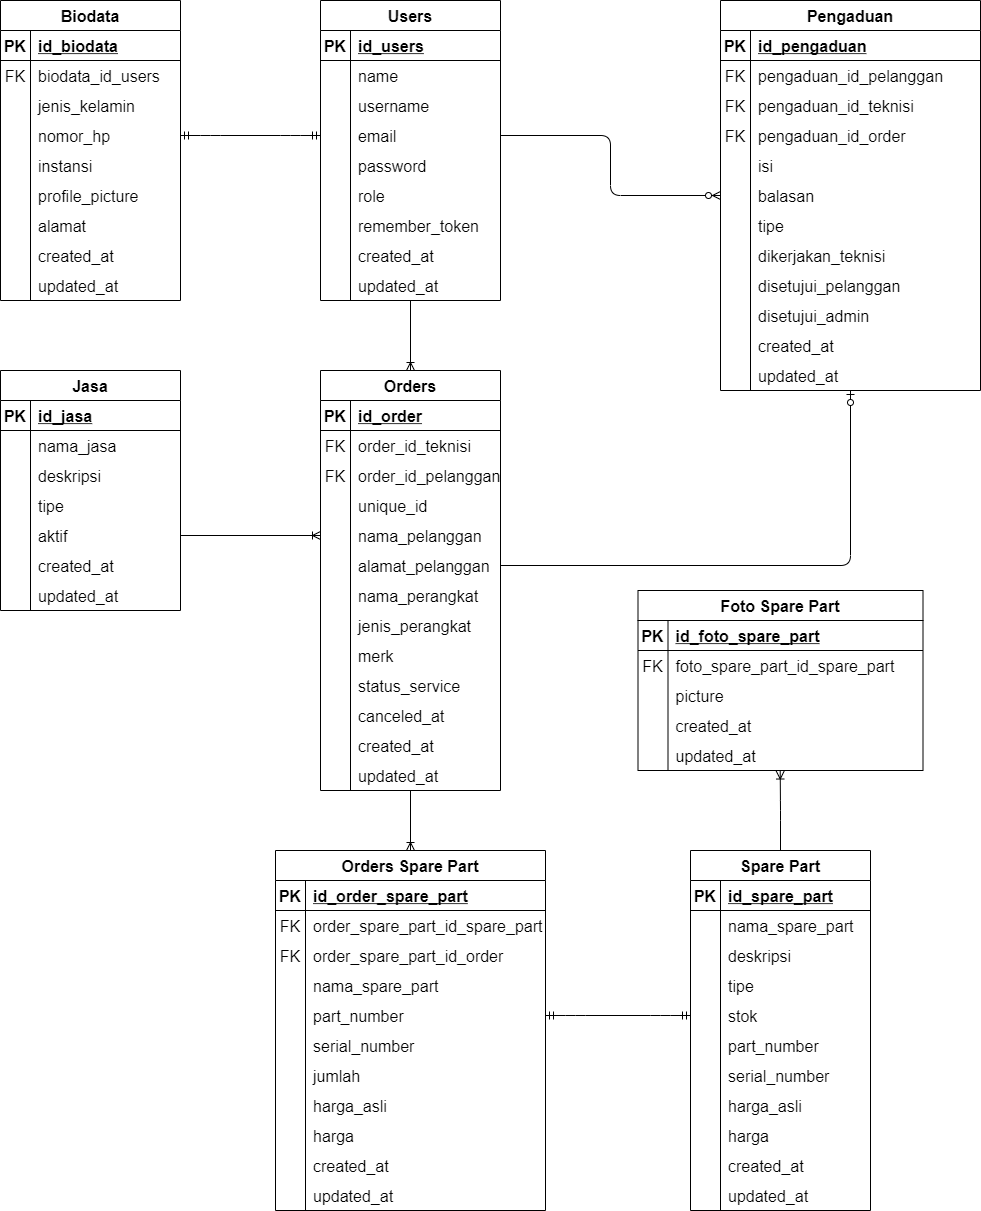 Biodata
PK id_biodata
FK biodata_id_users
jenis_kelamin
nomor_hp
instansi
profile_picture
alamat
created_at
updated_at
Users
PK id_users
name
username
email
password
role
remember_token
created_at
updated_at
Pengaduan
PK id_pengaduan
FK pengaduan_id_pelanggan
FK pengaduan_id_teknisi
FK pengaduan_id_order
isi
balasan
tipe
dikerjakan_teknisi
disetujui_pelanggan
disetujui_admin
created_at
updated_at
Jasa
PK id_jasa
nama_jasa
deskripsi
tipe
aktif
created_at
updated_at
Orders
PK id_order
FK order_id_teknisi
FK order_id_pelanggan
unique_id
nama_pelanggan
alamat_pelanggan
nama_perangkat
jenis_perangkat
merk
status_service
canceled_at
created_at
updated_at
Foto Spare Part
PK id_foto_spare_part
FK foto_spare_part_id_spare_part
picture
created_at
updated_at
Orders Spare Part
PK id_order_spare_part
FK order_spare_part_id_spare_part
FK order_spare_part_id_order
nama_spare_part
part_number
serial_number
jumlah
harga_asli
harga
created_at
updated_at
Spare Part
PK id_spare_part
nama_spare_part
deskripsi
tipe
stok
part_number
serial_number
harga_asli
harga
created_at
updated_at